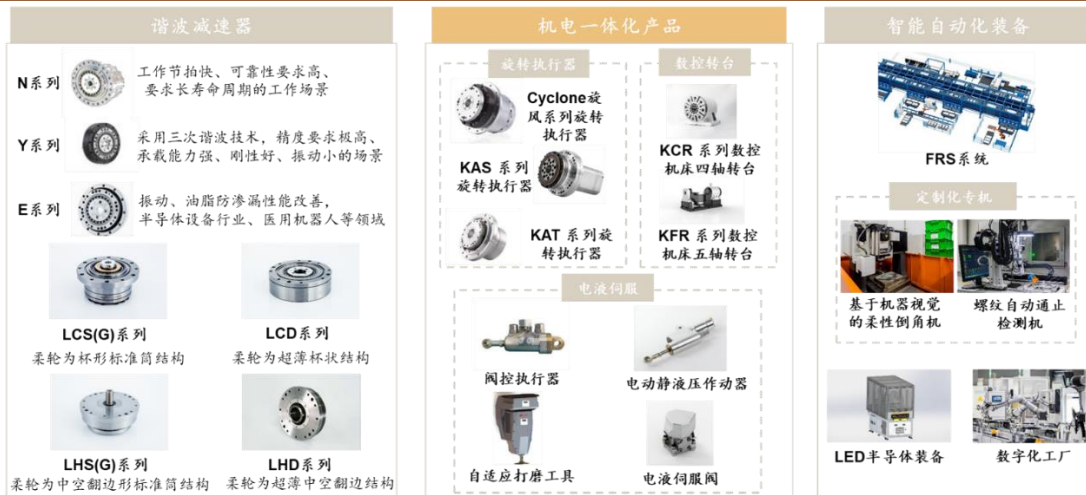 谐波减速器
N系列
工作节拍快、可靠性要求高、
要求长寿命周期的工作场景
Y系列
采用三次谐波技术，精度要求极高、
承载能力强、刚性好、振动小的场景
E系列
振动、油脂防渗漏性能改善，
半导体设备行业、医用机器人等领域
LCS(G)系列
柔轮为杯形标准筒结构
LCD系列
柔轮为超薄杯状结构
LHS(G)系列
柔轮为中空翻边形标准筒结构
LHD系列
柔轮为超薄中空翻边结构
机电一体化产品
旋转执行器
Cyclone旋
风系列旋转
执行器
KAS 系列
旋转执行器
KAT 系列旋
转执行器
数控转台
KCR 系列数控
机床四轴转台
KFR 系列数控
机床五轴转台
电液伺服
阀控执行器
电动静液压作动器
自适应打磨工具
电液伺服阀
智能自动化装备
FRS系统
定制化专机
基于机器视觉
的柔性倒角机
螺纹自动通止
检测机
LED半导体装备
数字化工厂